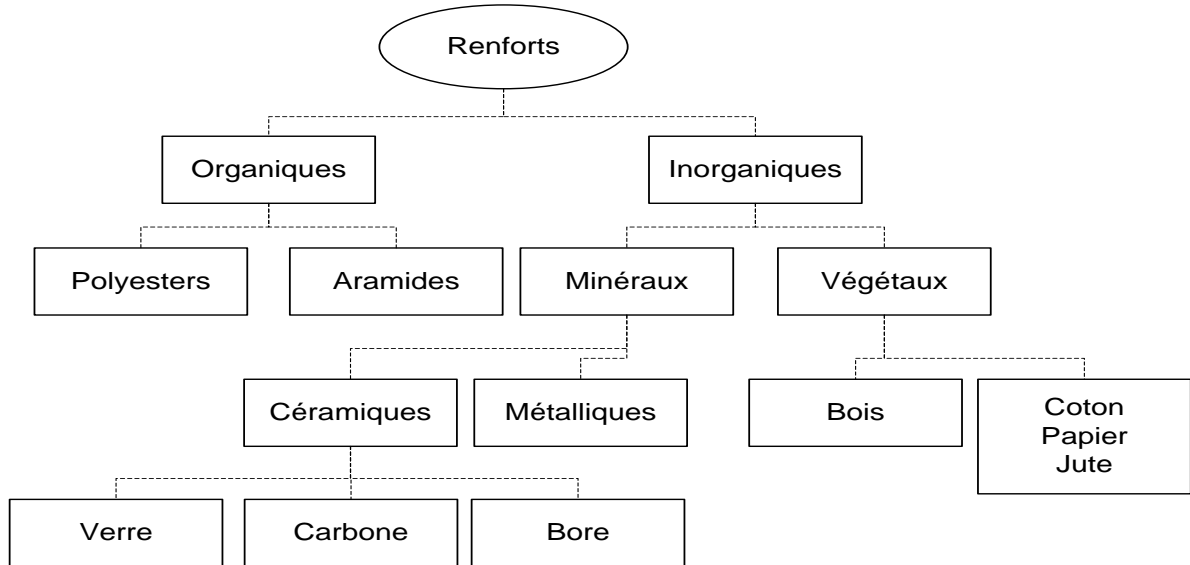 Renforts
Organiques
Inorganiques
Polyesters
Aramides
Minéraux
Végétaux
Céramiques
Métalliques
Bois
Coton
Papier
Jute
Verre
Carbone
Bore